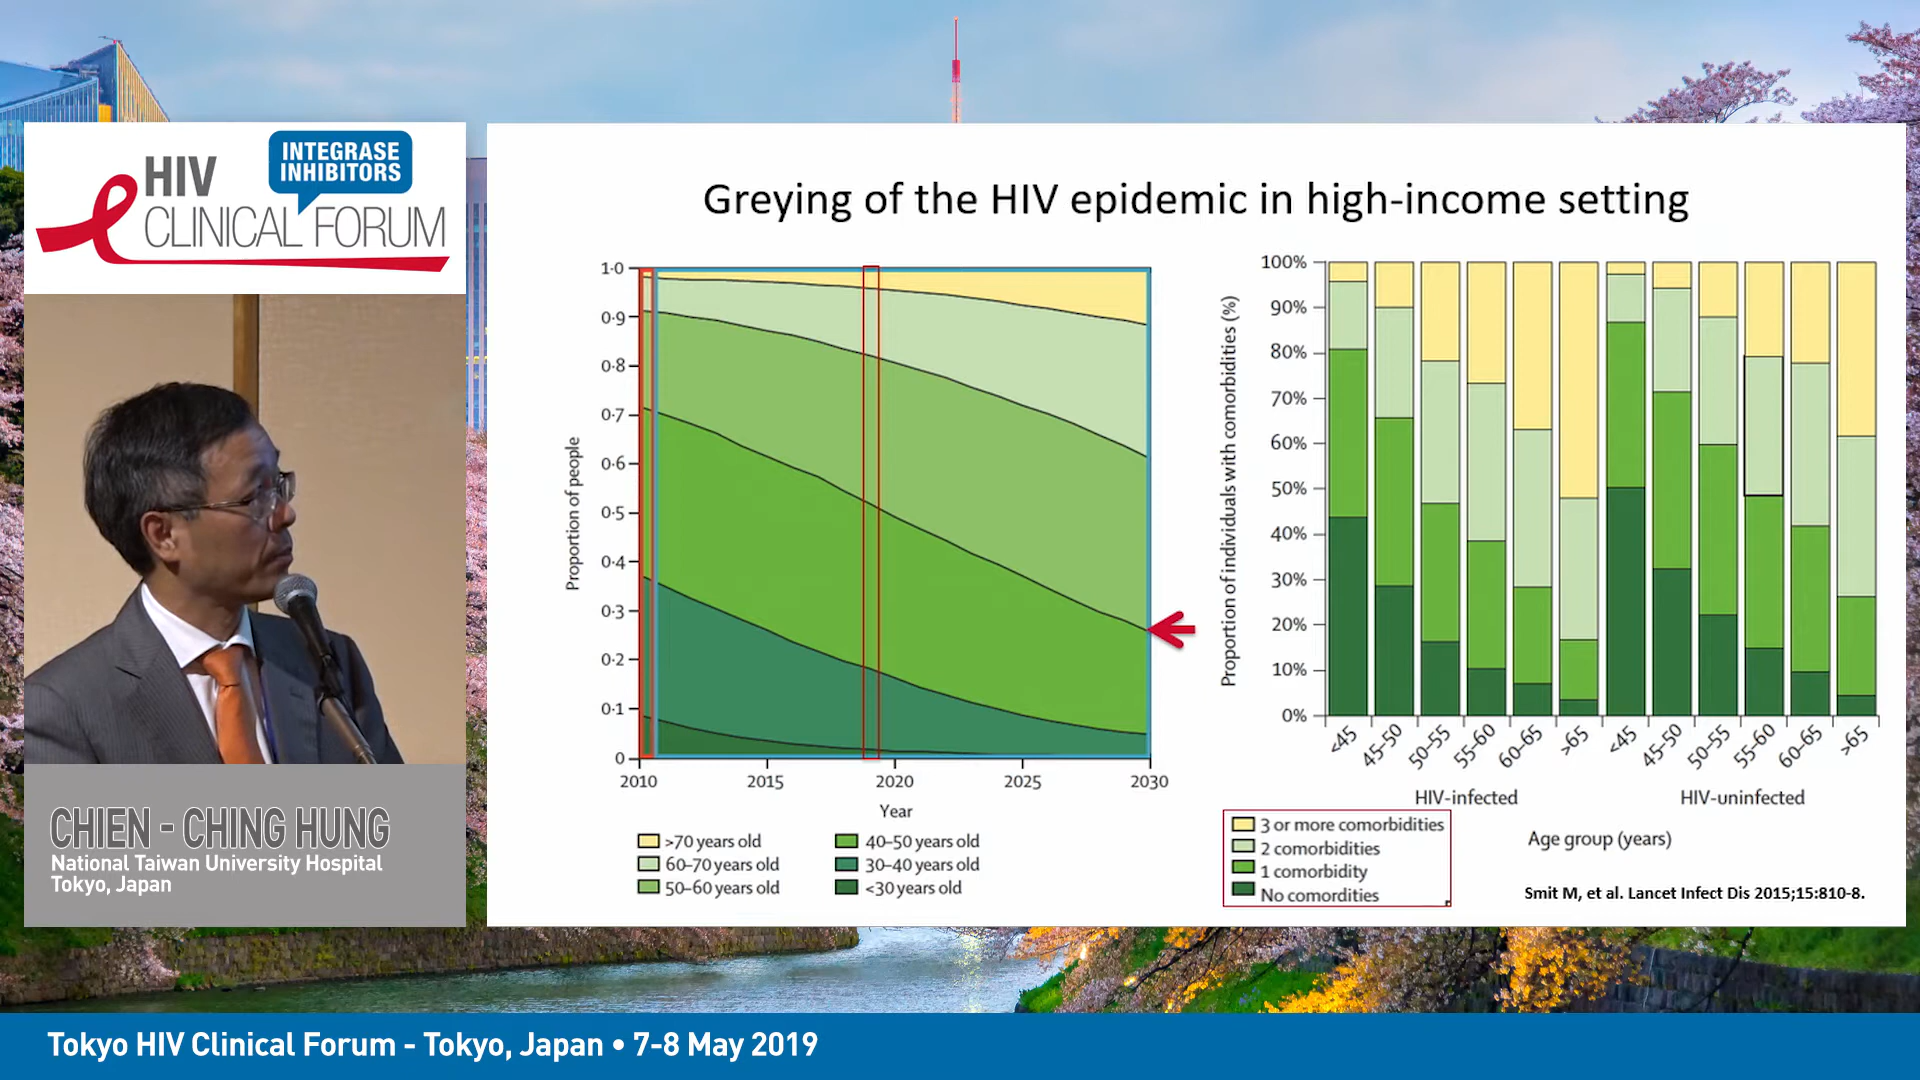 HIV
INTEGRASE
INHIBITORS
CLINICAL FORUM
CHIEN - CHING HUNG
National Taiwan University Hospital
Tokyo, Japan
Greying of the HIV epidemic in high-income setting
Proportion of people
1·0
0·9
0·8
0·7
0·6
0·5
0·4
0·3
0·2
0·1
0
2010
2015
2020
2025
2030
Year
>70 years old
60–70 years old
50–60 years old
40–50 years old
30–40 years old
<30 years old
Proportion of individuals with comorbidities (%)
100%
90%
80%
70%
60%
50%
40%
30%
20%
10%
0%
<45
45–50
50–55
55–60
60–65
>65
<45
45–50
50–55
55–60
60–65
>65
HIV-infected
HIV-uninfected
Age group (years)
3 or more comorbidities
2 comorbidities
1 comorbidity
No comordities
Smit M, et al. Lancet Infect Dis 2015;15:810-8.
Tokyo HIV Clinical Forum - Tokyo, Japan • 7-8 May 2019